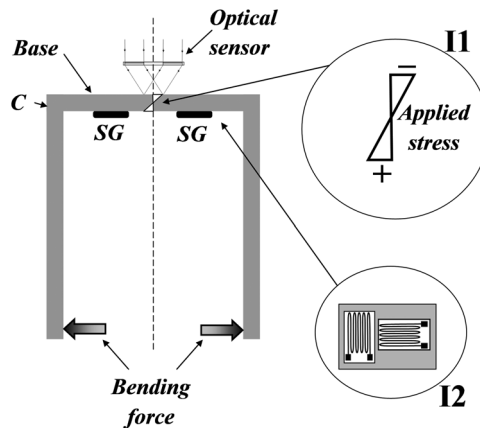 Optical
sensor
Base
C
SG
SG
I1
−
Applied
stress
+
Bending
force
I2